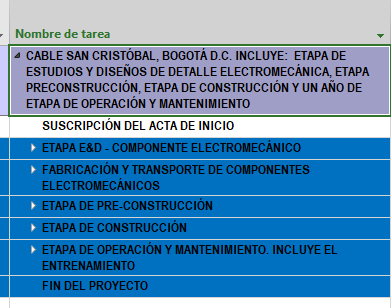 Nombre de tarea
CABLE SAN CRISTÓBAL, BOGOTÁ D.C. INCLUYE: ETAPA DE
ESTUDIOS Y DISEÑOS DE DETALLE ELECTROMECÁNICA, ETAPA
PRECONSTRUCCIÓN, ETAPA DE CONSTRUCCIÓN Y UN AÑO DE
ETAPA DE OPERACIÓN Y MANTENIMIENTO
SUSCRIPCIÓN DEL ACTA DE INICIO
ETAPA E&D - COMPONENTE ELECTROMECÁNICO
FABRICACIÓN Y TRANSPORTE DE COMPONENTES
ELECTROMECÁNICOS
ETAPA DE PRE-CONSTRUCCIÓN
ETAPA DE CONSTRUCCIÓN
ETAPA DE OPERACIÓN Y MANTENIMIENTO. INCLUYE EL
ENTRENAMIENTO
FIN DEL PROYECTO